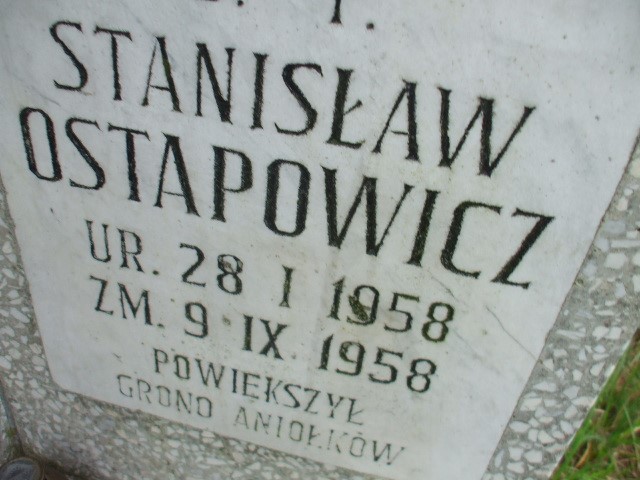 Ś. P.
STANISŁAW
OSTAPOWICZ
UR. 28 I 1958
ZM. 9 IX 1958
POWIĘKSZYŁ
GRONO ANIOŁKÓW